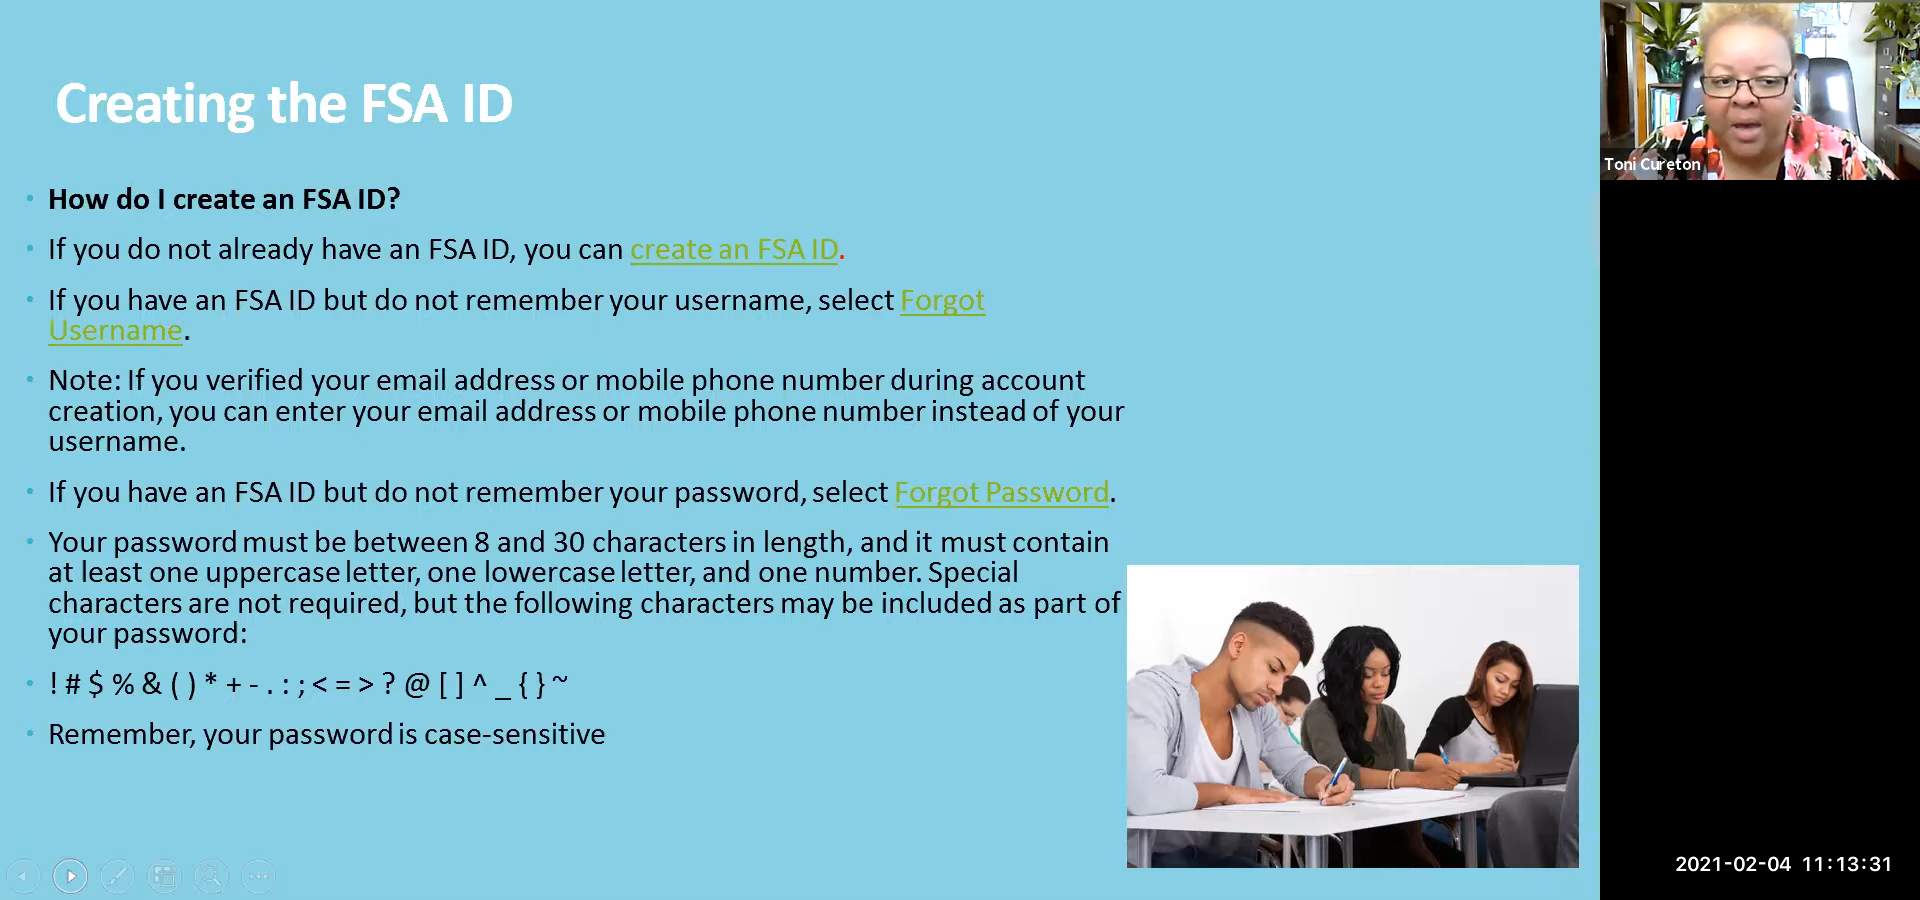 Creating the FSA ID
• How do I create an FSA ID?
• If you do not already have an FSA ID, you can create an FSA ID.
• If you have an FSA ID but do not remember your username, select Forgot
Username.
• Note: If you verified your email address or mobile phone number during account
creation, you can enter your email address or mobile phone number instead of your
username.
• If you have an FSA ID but do not remember your password, select Forgot Password.
• Your password must be between 8 and 30 characters in length, and it must contain
at least one uppercase letter, one lowercase letter, and one number. Special
characters are not required, but the following characters may be included as part of
your password:
• ! # $ % & ( ) * + - . : ; < = > ? @ [ ] ^ _ { } ~
• Remember, your password is case-sensitive
Toni Cureton
2021-02-04 11:13:31